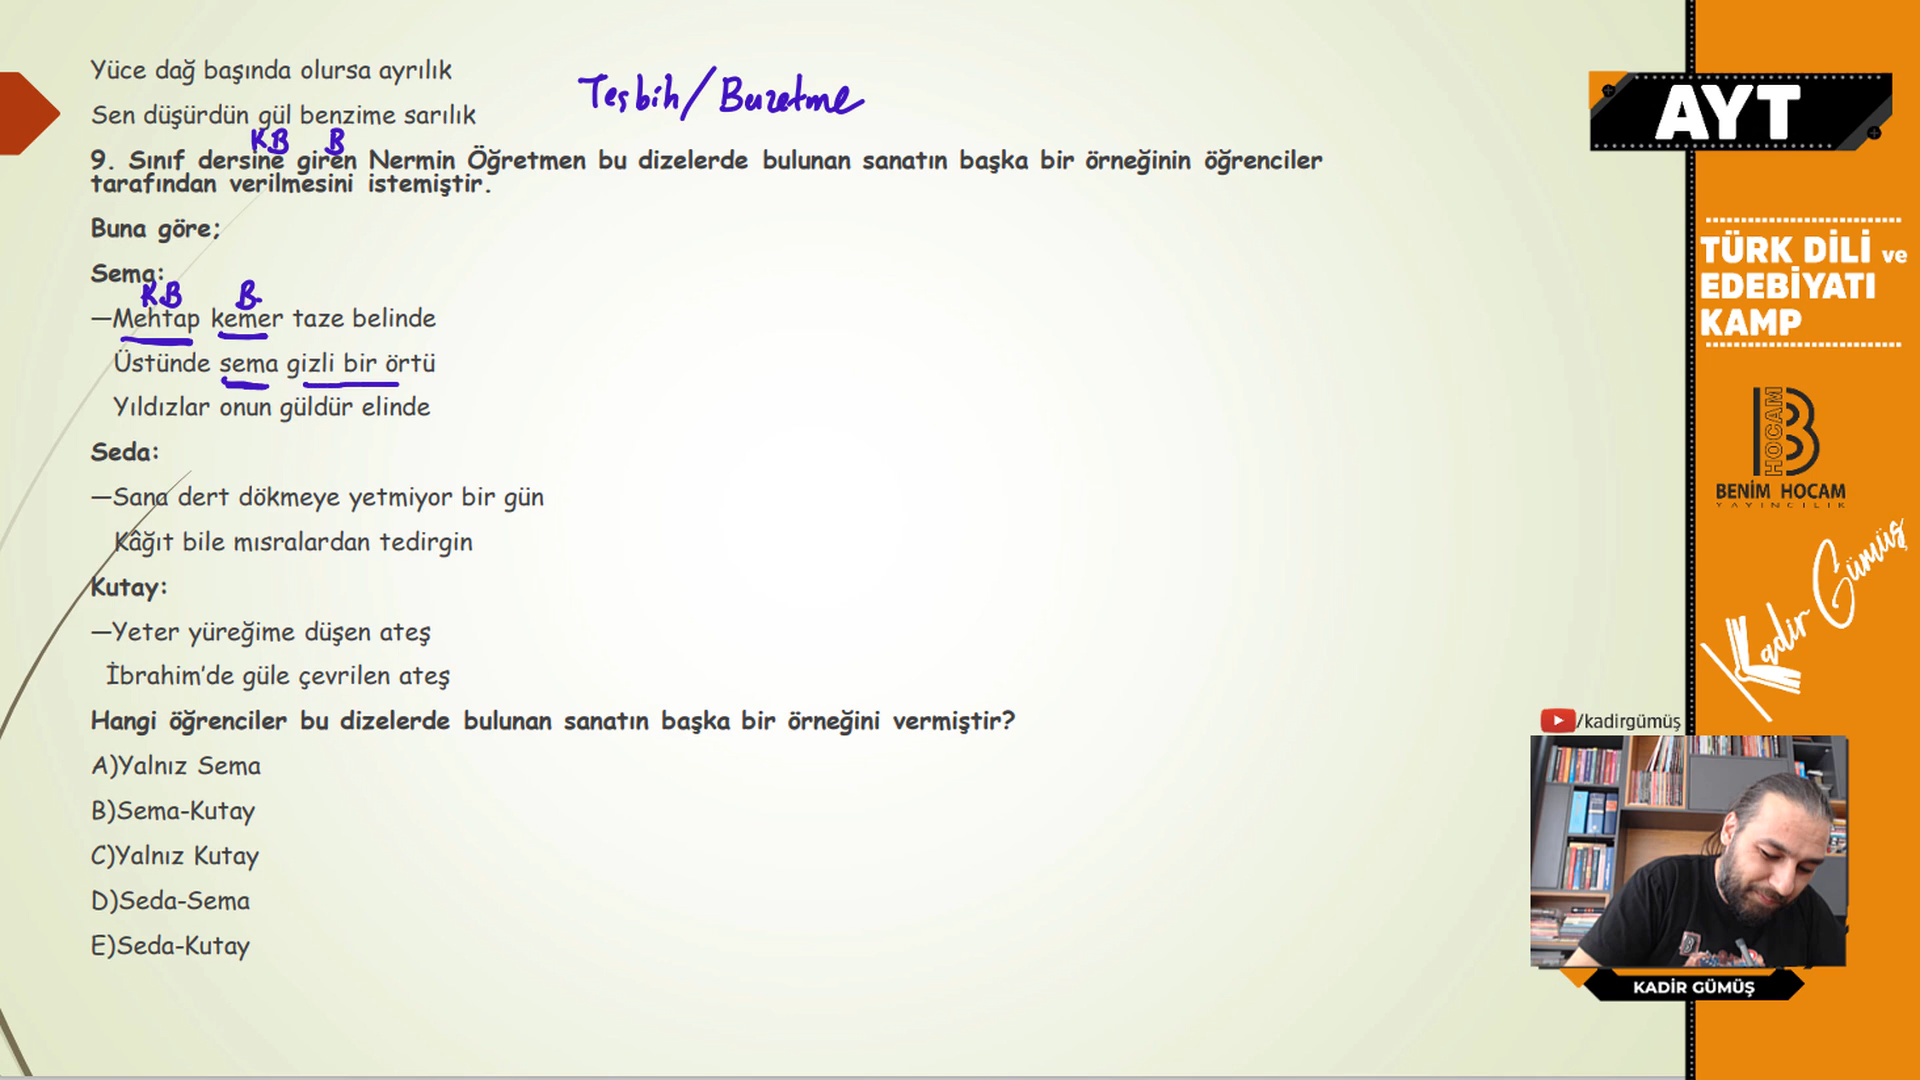 Yüce dağ başında olursa ayrılık
Sen düşürdün gül benzime sarılık
Teşbih/Buzetme
KB B
9. Sınıf dersine giren Nermin Öğretmen bu dizelerde bulunan sanatın başka bir örneğinin öğrenciler
tarafından verilmesini istemiştir.
Buna göre;
Sema:
KB B.
—Mehtap kemer taze belinde
Üstünde sema gizli bir örtü
Yıldızlar onun güldür elinde
Seda:
—Sana dert dökmeye yetmiyor bir gün
Kâğıt bile mısralardan tedirgin
Kutay:
—Yeter yüreğime düşen ateş
İbrahim'de güle çevrilen ateş
Hangi öğrenciler bu dizelerde bulunan sanatın başka bir örneğini vermiştir?
A)Yalnız Sema
B)Sema-Kutay
C)Yalnız Kutay
D)Seda-Sema
E)Seda-Kutay
AYT
TÜRK DİLİ ve
EDEBİYATI
KAMP
HOCAM
BENİM HOCAM
YAYINCILIK
Kadir Gümüş
/kadirgümüş
KADİR GÜMÜŞ